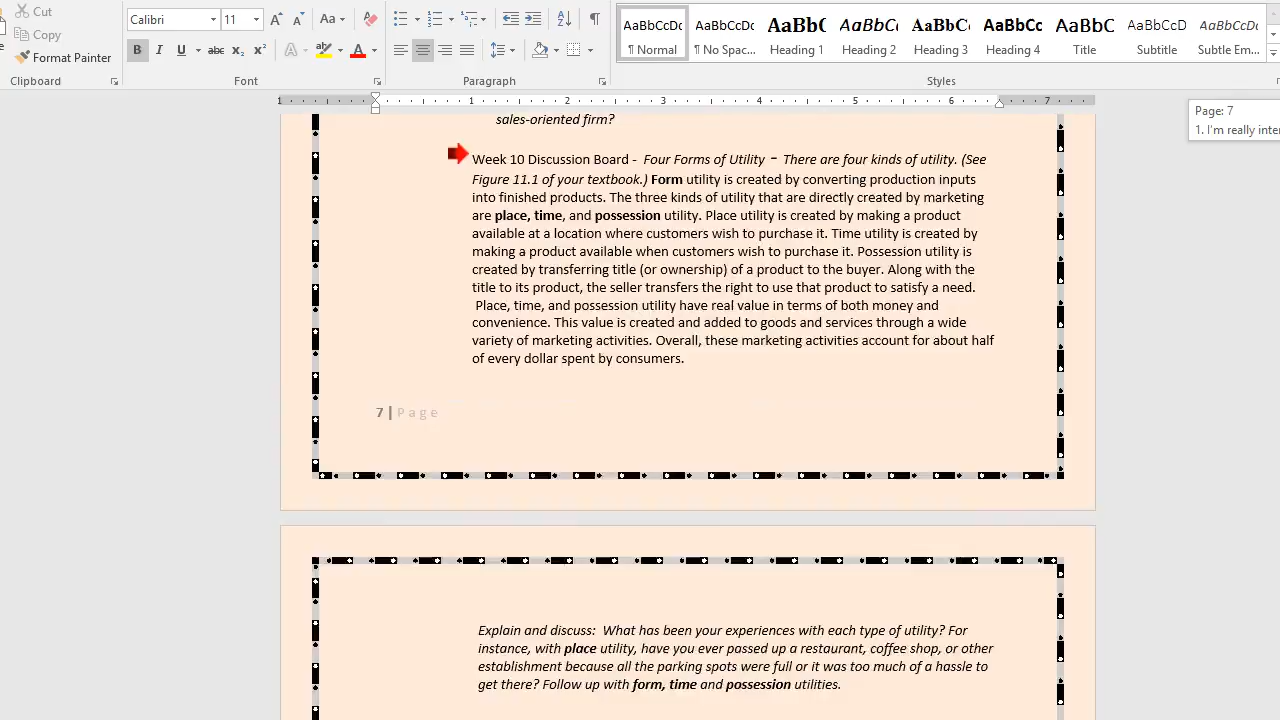 Cut
Copy
Format Painter
Clipboard
Calibri
11
A A
Aa
B I U abc x₂ x²
A A
Font
Paragraph
AaBbCcDc AaBbCcDc AaBbC AaBbCc AaBbCc AaBbCc AaBbC AaBbCcD AaBbCcDc
¶ Normal ¶ No Spac... Heading 1 Heading 2 Heading 3 Heading 4 Title Subtitle Subtle Em...
Styles
1 1 2 3 4 5 6 7
Page: 7
1. I'm really inter
sales-oriented firm?
Week 10 Discussion Board - Four Forms of Utility - There are four kinds of utility. (See
Figure 11.1 of your textbook.) Form utility is created by converting production inputs
into finished products. The three kinds of utility that are directly created by marketing
are place, time, and possession utility. Place utility is created by making a product
available at a location where customers wish to purchase it. Time utility is created by
making a product available when customers wish to purchase it. Possession utility is
created by transferring title (or ownership) of a product to the buyer. Along with the
title to its product, the seller transfers the right to use that product to satisfy a need.
Place, time, and possession utility have real value in terms of both money and
convenience. This value is created and added to goods and services through a wide
variety of marketing activities. Overall, these marketing activities account for about half
of every dollar spent by consumers.
7 | P a g e
Explain and discuss: What has been your experiences with each type of utility? For
instance, with place utility, have you ever passed up a restaurant, coffee shop, or other
establishment because all the parking spots were full or it was too much of a hassle to
get there? Follow up with form, time and possession utilities.